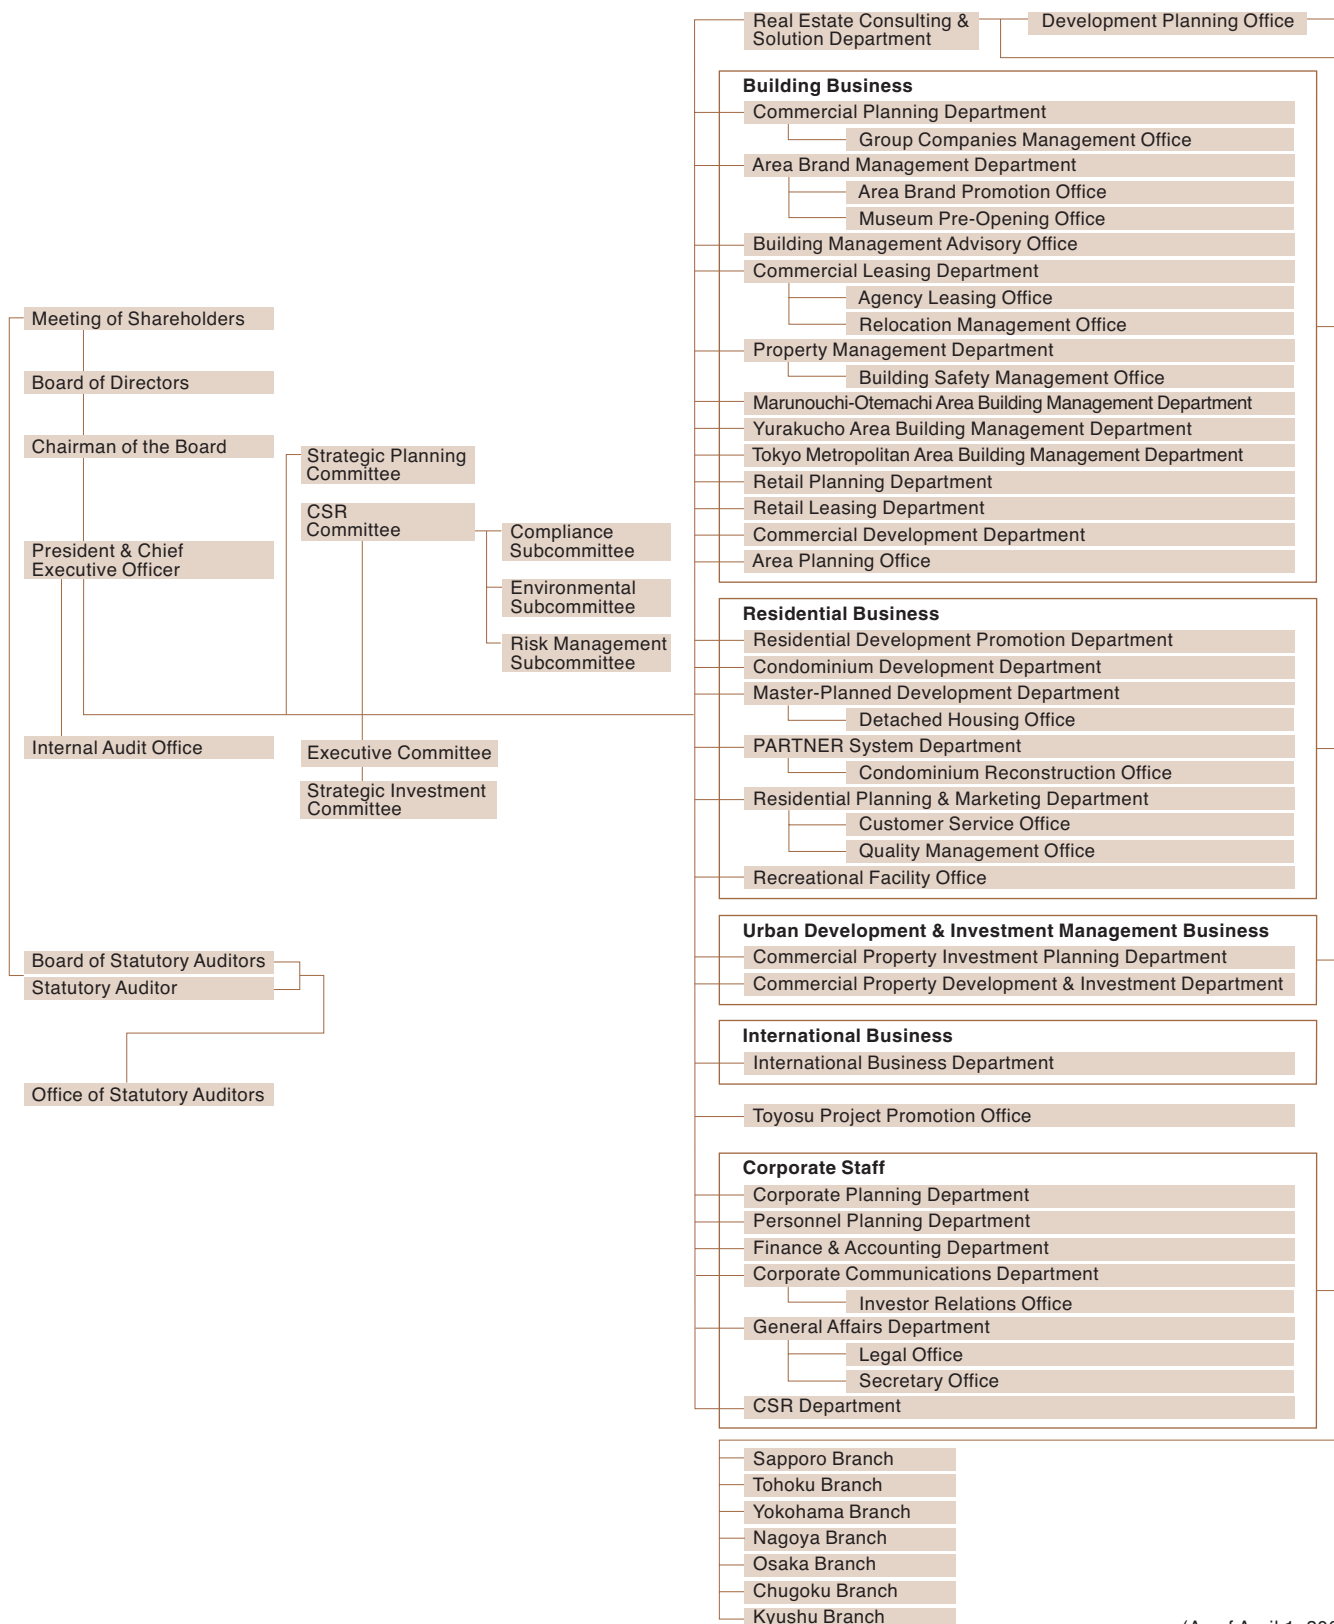 Meeting of Shareholders
Board of Directors
Chairman of the Board
President & Chief
Executive Officer
Internal Audit Office
Board of Statutory Auditors
Statutory Auditor
Office of Statutory Auditors
Strategic Planning
Committee
CSR
Committee
Compliance
Subcommittee
Environmental
Subcommittee
Risk Management
Subcommittee
Executive Committee
Strategic Investment
Committee
Real Estate Consulting &
Solution Department
Development Planning Office
Building Business
Commercial Planning Department
Group Companies Management Office
Area Brand Management Department
Area Brand Promotion Office
Museum Pre-Opening Office
Building Management Advisory Office
Commercial Leasing Department
Agency Leasing Office
Relocation Management Office
Property Management Department
Building Safety Management Office
Marunouchi-Otemachi Area Building Management Department
Yurakucho Area Building Management Department
Tokyo Metropolitan Area Building Management Department
Retail Planning Department
Retail Leasing Department
Commercial Development Department
Area Planning Office
Residential Business
Residential Development Promotion Department
Condominium Development Department
Master-Planned Development Department
Detached Housing Office
PARTNER System Department
Condominium Reconstruction Office
Residential Planning & Marketing Department
Customer Service Office
Quality Management Office
Recreational Facility Office
Urban Development & Investment Management Business
Commercial Property Investment Planning Department
Commercial Property Development & Investment Department
International Business
International Business Department
Toyosu Project Promotion Office
Corporate Staff
Corporate Planning Department
Personnel Planning Department
Finance & Accounting Department
Corporate Communications Department
Investor Relations Office
General Affairs Department
Legal Office
Secretary Office
CSR Department
Sapporo Branch
Tohoku Branch
Yokohama Branch
Nagoya Branch
Osaka Branch
Chugoku Branch
Kyushu Branch